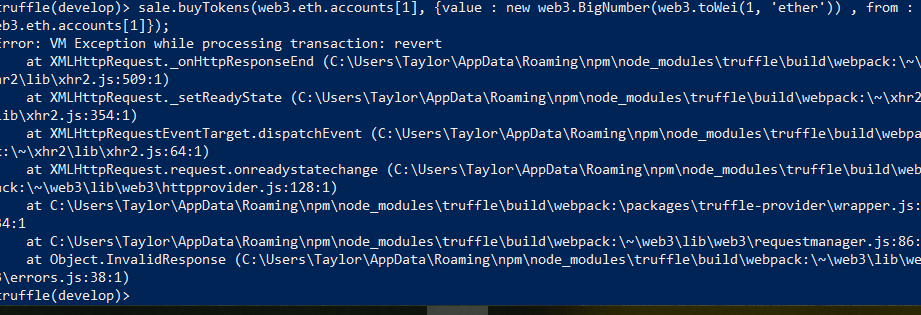 truffle(develop)> sale.buyTokens(web3.eth.accounts[1], {value : new web3.BigNumber(web3.toWei(1, 'ether')) , from :
eb3.eth.accounts[1]});
Error: VM Exception while processing transaction: revert
at XMLHttpRequest._onHttpResponseEnd (C:\Users\Taylor\AppData\Roaming\npm\node_modules\truffle\build\webpack:\~\
hr2\lib\xhr2.js:509:1)
at XMLHttpRequest._setReadyState (C:\Users\Taylor\AppData\Roaming\npm\node_modules\truffle\build\webpack:\~\xhr2
lib\xhr2.js:354:1)
at XMLHttpRequestEventTarget.dispatchEvent (C:\Users\Taylor\AppData\Roaming\npm\node_modules\truffle\build\webpa
k:\~\xhr2\lib\xhr2.js:64:1)
at XMLHttpRequest.request.onreadystatechange (C:\Users\Taylor\AppData\Roaming\npm\node_modules\truffle\build\web
ack:\~\web3\lib\web3\httpprovider.js:128:1)
at C:\Users\Taylor\AppData\Roaming\npm\node_modules\truffle\build\webpack:\packages\truffle-provider\wrapper.js:
34:1
at C:\Users\Taylor\AppData\Roaming\npm\node_modules\truffle\build\webpack:\~\web3\lib\web3\requestmanager.js:86:
at Object.InvalidResponse (C:\Users\Taylor\AppData\Roaming\npm\node_modules\truffle\build\webpack:\~\web3\lib\we
3\errors.js:38:1)
truffle(develop)>